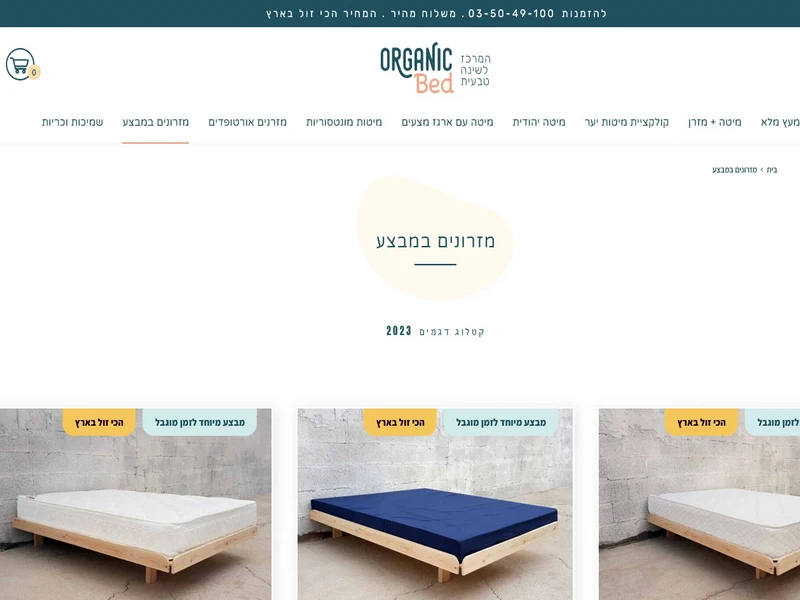 להזמנות 03-50-49-100 . משלוח מהיר . המחיר הכי זול בארץ
0
ORGANIC
Bed
המרכז
לשינה
טבעית
מעץ מלא
מיטה + מזרן
קולקציית מיטות יער
מיטה יהודית
מיטה עם ארגז מצעים
מיטות מונטסוריות
מזרנים אורטופדים
מזרונים במבצע
שמיכות וכריות
בית › מזרונים במבצע
מזרונים במבצע
קטלוג דגמים 2023
לזמן מוגבל
הכי זול בארץ
מבצע מיוחד לזמן מוגבל
הכי זול בארץ
מבצע מיוחד לזמן מוגבל
הכי זול בארץ